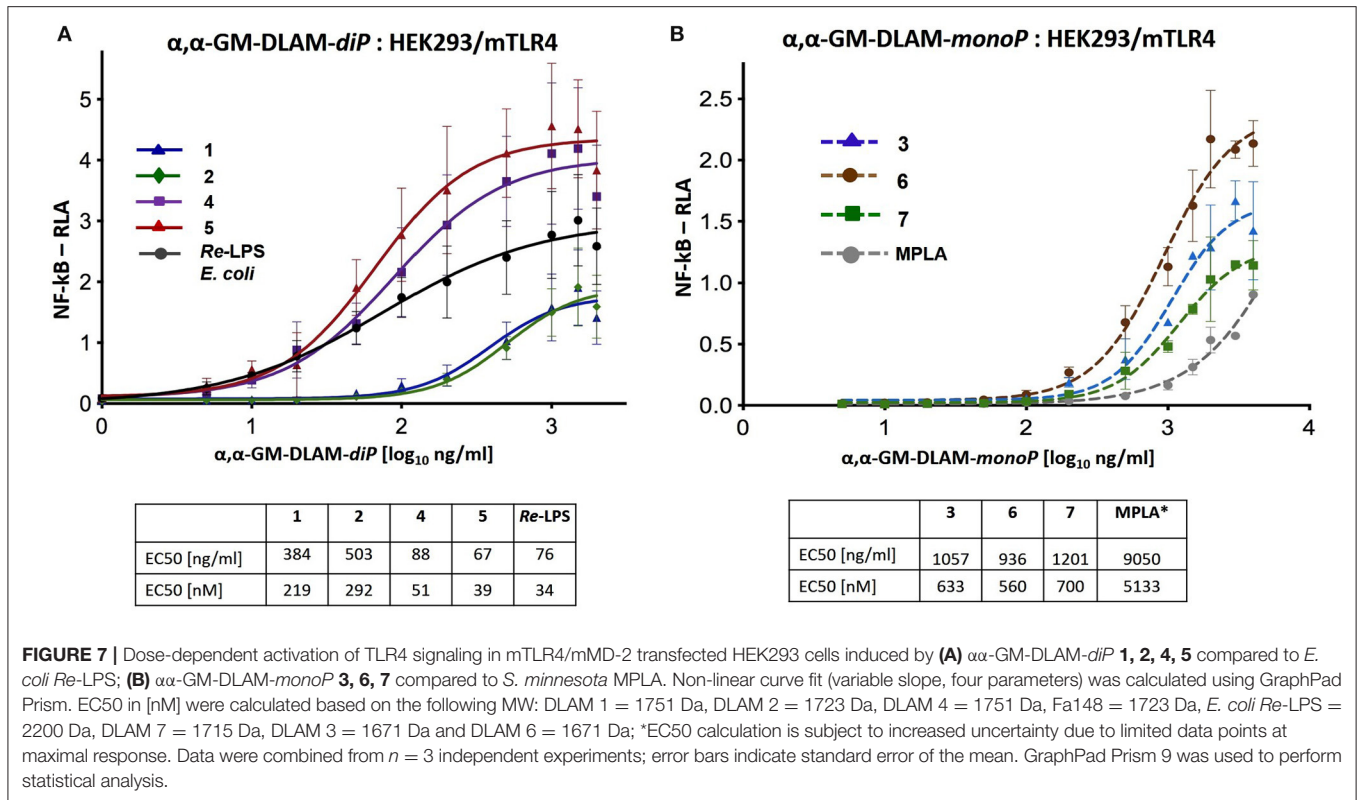 A
α,α-GM-DLAM-diP : HEK293/mTLR4
NF-kB – RLA
5
4
3
2
1
0
1
2
4
5
Re-LPS
E. coli
0
1
2
3
α,α-GM-DLAM-diP [log₁₀ ng/ml]
1 2 4 5 Re-LPS
EC50 [ng/ml] 384 503 88 67 76
EC50 [nM] 219 292 51 39 34
B
α,α-GM-DLAM-monoP : HEK293/mTLR4
NF-kB – RLA
2.5
2.0
1.5
1.0
0.5
0.0
3
6
7
MPLA
0
1
2
3
4
α,α-GM-DLAM-monoP [log₁₀ ng/ml]
3 6 7 MPLA*
EC50 [ng/ml] 1057 936 1201 9050
EC50 [nM] 633 560 700 5133
FIGURE 7 | Dose-dependent activation of TLR4 signaling in mTLR4/mMD-2 transfected HEK293 cells induced by (A) αα-GM-DLAM-diP 1, 2, 4, 5 compared to E.
coli Re-LPS; (B) αα-GM-DLAM-monoP 3, 6, 7 compared to S. minnesota MPLA. Non-linear curve fit (variable slope, four parameters) was calculated using GraphPad
Prism. EC50 in [nM] were calculated based on the following MW: DLAM 1 = 1751 Da, DLAM 2 = 1723 Da, DLAM 4 = 1751 Da, Fa148 = 1723 Da, E. coli Re-LPS =
2200 Da, DLAM 7 = 1715 Da, DLAM 3 = 1671 Da and DLAM 6 = 1671 Da; *EC50 calculation is subject to increased uncertainty due to limited data points at
maximal response. Data were combined from n = 3 independent experiments; error bars indicate standard error of the mean. GraphPad Prism 9 was used to perform
statistical analysis.